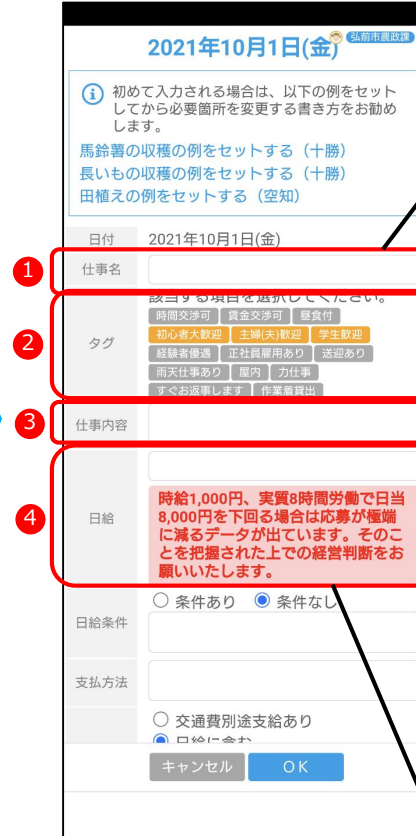 弘前市農政課
2021年10月1日(金)
初めて入力される場合は、以下の例をセット
してから必要箇所を変更する書き方をお勧め
します。
馬鈴薯の収穫の例をセットする（十勝）
長いもの収穫の例をセットする（十勝）
田植えの例をセットする（空知）
日付 2021年10月1日(金)
1 仕事名
該当する項目を選択してください。
時間交渉可 賃金交渉可 昼食付
初心者大歓迎 主婦(夫)歓迎 学生歓迎
2 タグ
経験者優遇 正社員雇用あり 送迎あり
雨天仕事あり 屋内 力仕事
すぐお返事します 作業着貸出
3 仕事内容
4 日給
時給1,000円、実質8時間労働で日当
8,000円を下回る場合は応募が極端
に減るデータが出ています。そのこ
とを把握された上での経営判断をお
願いいたします。
日給条件
条件あり 条件なし
支払方法
交通費別途支給あり
日給に含む
キャンセル OK